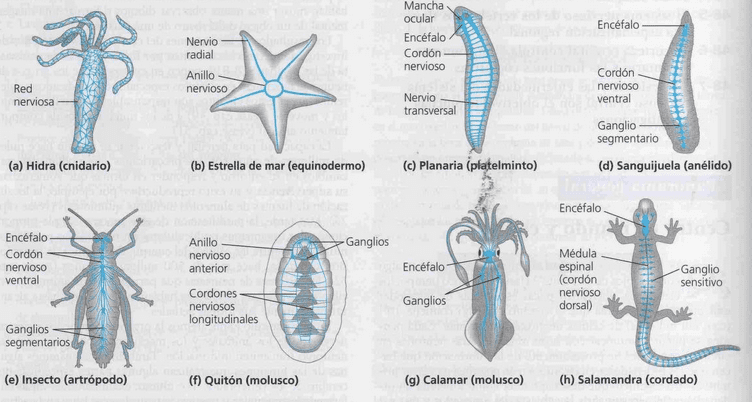 Red
nerviosa
(a) Hidra (cnidario)
Nervio
radial
Anillo
nervioso
(b) Estrella de mar (equinodermo)
Mancha
ocular
Encéfalo
Cordón
nervioso
Nervio
transversal
(c) Planaria (platelminto)
Encéfalo
Cordón
nervioso
ventral
Ganglio
segmentario
(d) Sanguijuela (anélido)
Encéfalo
Cordón
nervioso
ventral
Ganglios
segmentarios
(e) Insecto (artrópodo)
Anillo
nervioso
anterior
Ganglios
Cordones
nerviosos
longitudinales
(f) Quitón (molusco)
Encéfalo
Ganglios
(g) Calamar (molusco)
Encéfalo
Médula
espinal
(cordón
nervioso
dorsal)
Ganglio
sensitivo
(h) Salamandra (cordado)